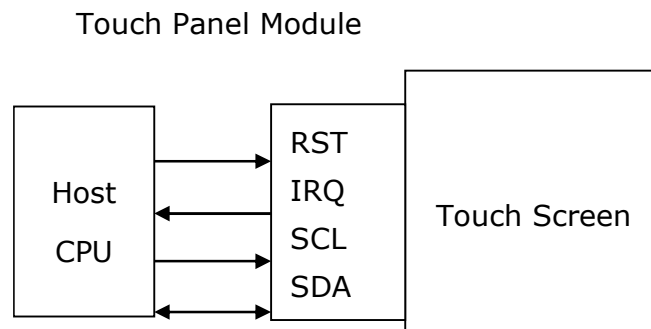 Touch Panel Module
Host
CPU
RST
IRQ
SCL
SDA
Touch Screen